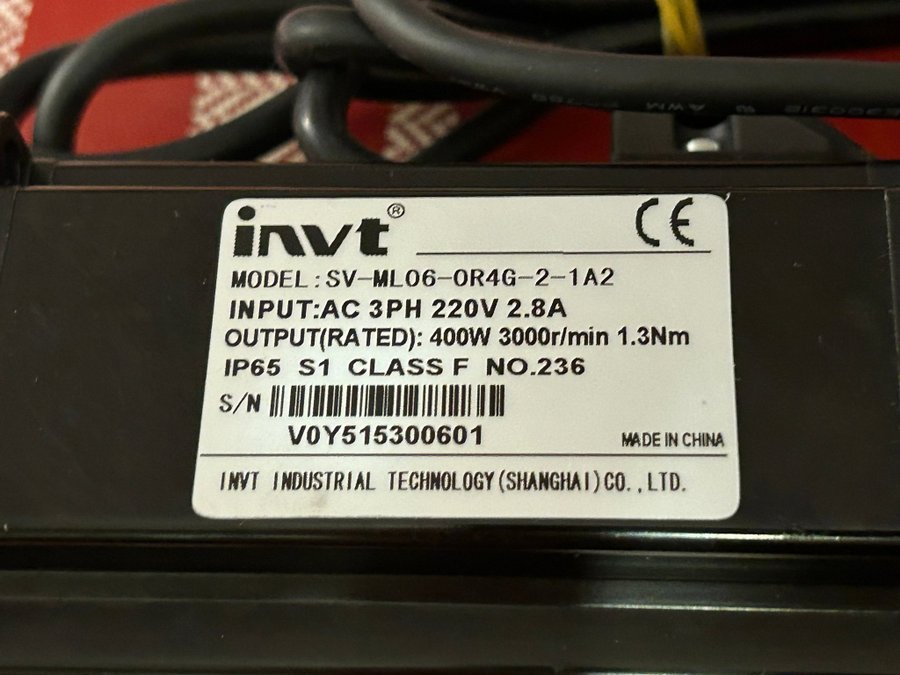 AWM
invt®
CE
MODEL:SV-ML06-0R4G-2-1A2
INPUT:AC 3PH 220V 2.8A
OUTPUT(RATED): 400W 3000r/min 1.3Nm
IP65 S1 CLASS F NO.236
S/N
V0Y515300601
MADE IN CHINA
INVT INDUSTRIAL TECHNOLOGY(SHANGHAI)CO.,LTD.